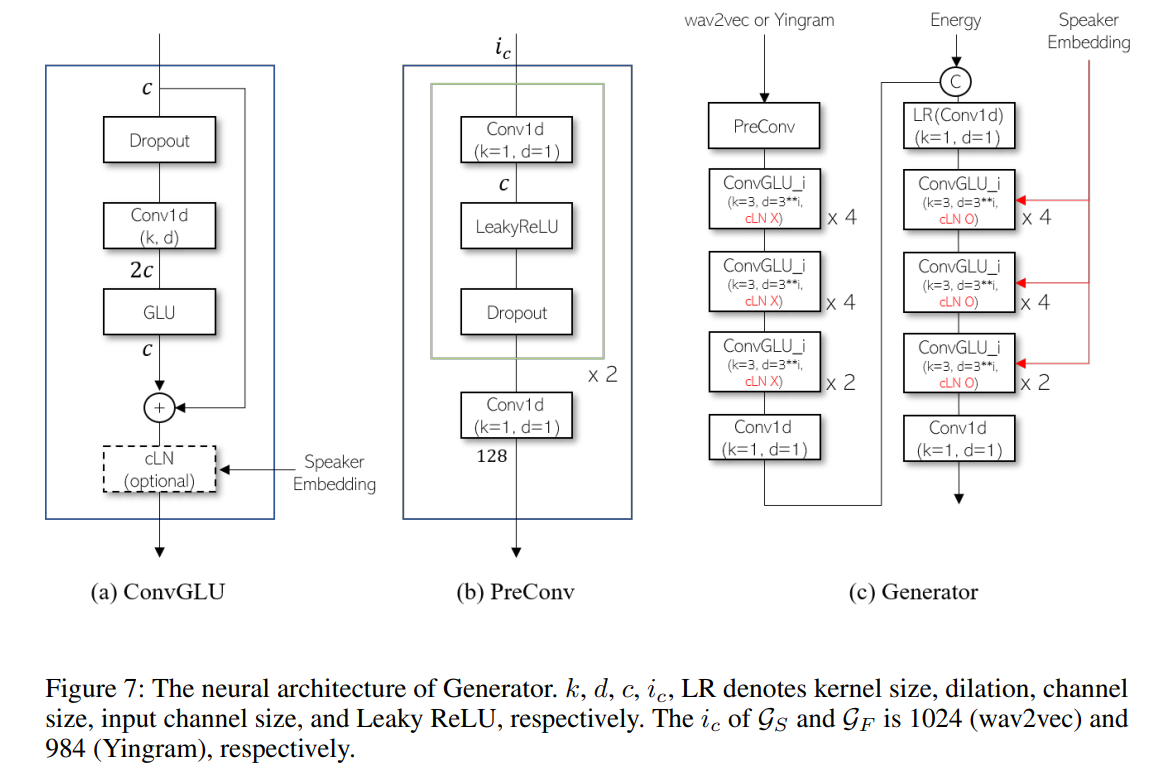 c
Dropout
Conv1d
(k, d)
2c
GLU
c
+
cLN
(optional)
Speaker
Embedding
(a) ConvGLU
i_c
Conv1d
(k=1, d=1)
c
LeakyReLU
Dropout
x 2
Conv1d
(k=1, d=1)
128
(b) PreConv
wav2vec or Yingram
PreConv
ConvGLU_i
(k=3, d=3**i,
cLN X)
x 4
ConvGLU_i
(k=3, d=3**i,
cLN X)
x 4
ConvGLU_i
(k=3, d=3**i,
cLN X)
x 2
Conv1d
(k=1, d=1)
Energy
Speaker
Embedding
C
LR(Conv1d)
(k=1, d=1)
ConvGLU_i
(k=3, d=3**i,
cLN O)
x 4
ConvGLU_i
(k=3, d=3**i,
cLN O)
x 4
ConvGLU_i
(k=3, d=3**i,
cLN O)
x 2
Conv1d
(k=1, d=1)
(c) Generator
Figure 7: The neural architecture of Generator. k, d, c, i_c, LR denotes kernel size, dilation, channel
size, input channel size, and Leaky ReLU, respectively. The i_c of G_S and G_F is 1024 (wav2vec) and
984 (Yingram), respectively.